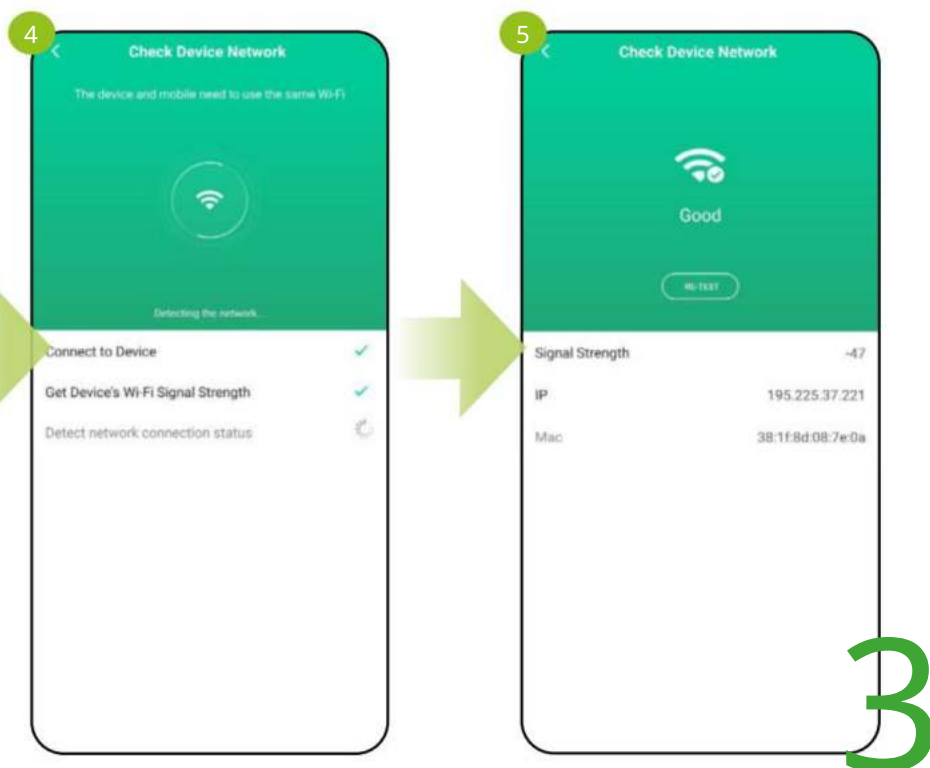 4
Check Device Network
The device and mobile need to use the same Wi-Fi
Detecting the network...
Connect to Device
Get Device's Wi-Fi Signal Strength
Detect network connection status
5
Check Device Network
Good
RE-TEST
Signal Strength -47
IP 195.225.37.221
Mac 38:1f:8d:08:7e:0a
3